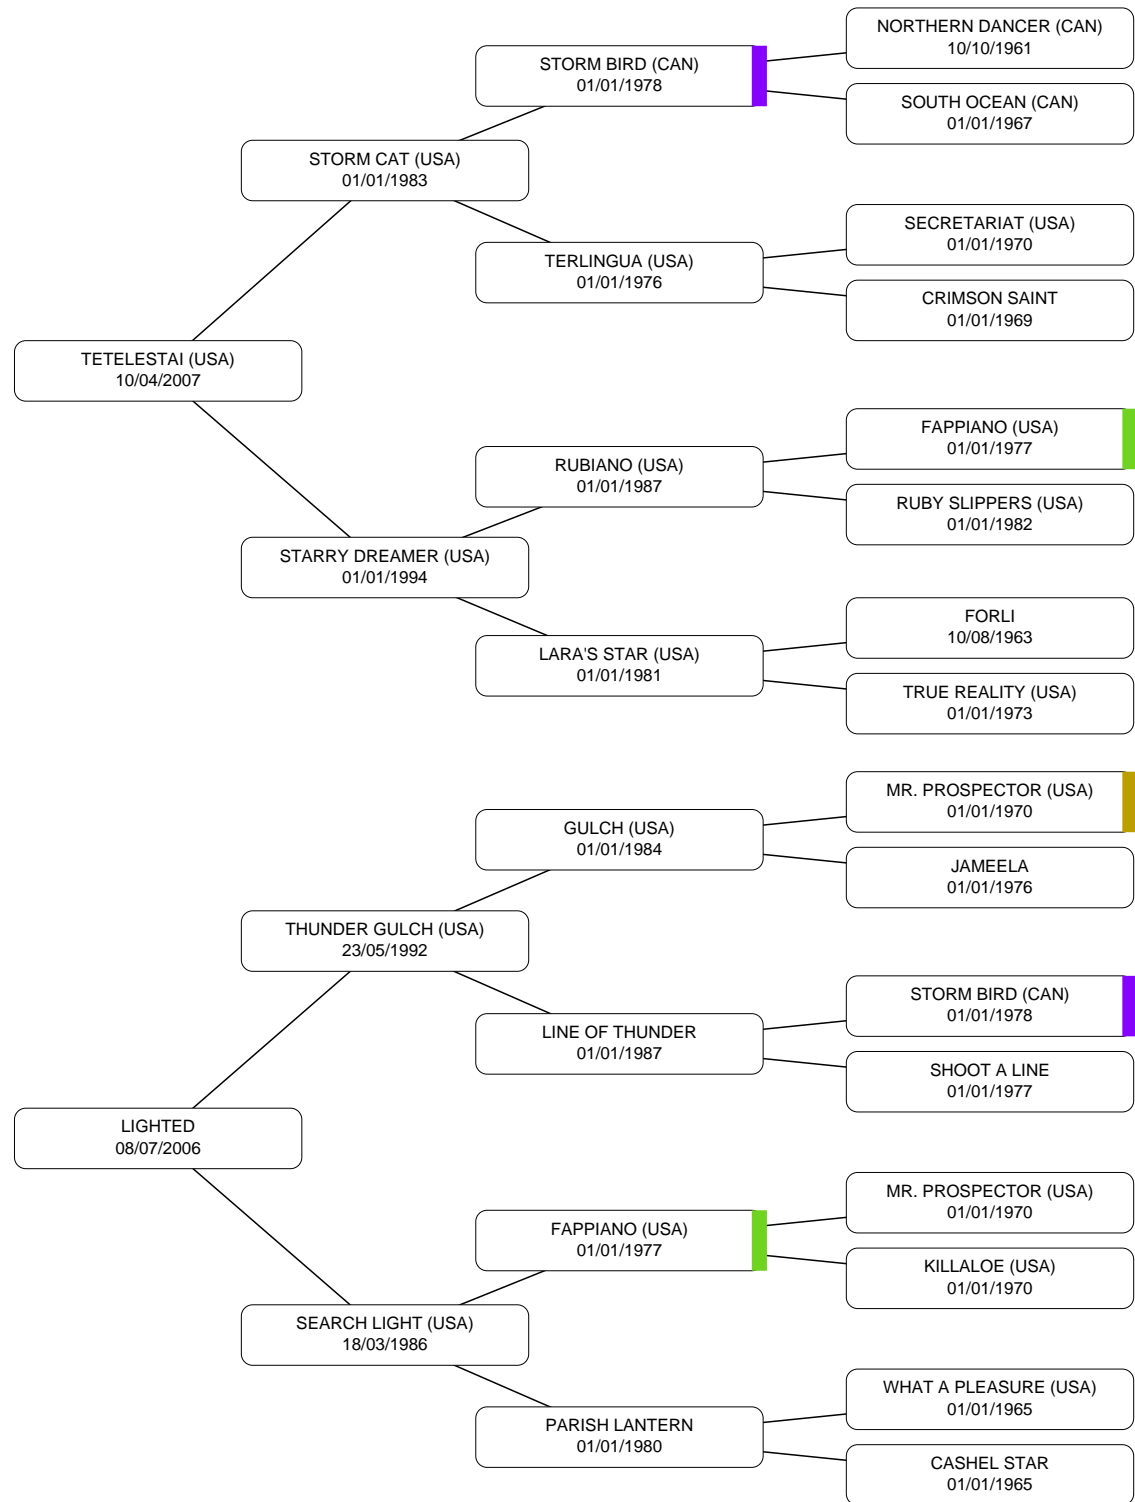 NORTHERN DANCER (CAN)
10/10/1961
STORM BIRD (CAN)
01/01/1978
SOUTH OCEAN (CAN)
01/01/1967
STORM CAT (USA)
01/01/1983
SECRETARIAT (USA)
01/01/1970
TERLINGUA (USA)
01/01/1976
CRIMSON SAINT
01/01/1969
TETELESTAI (USA)
10/04/2007
FAPPIANO (USA)
01/01/1977
RUBIANO (USA)
01/01/1987
RUBY SLIPPERS (USA)
01/01/1982
STARRY DREAMER (USA)
01/01/1994
FORLI
10/08/1963
LARA'S STAR (USA)
01/01/1981
TRUE REALITY (USA)
01/01/1973
MR. PROSPECTOR (USA)
01/01/1970
GULCH (USA)
01/01/1984
JAMEELA
01/01/1976
THUNDER GULCH (USA)
23/05/1992
STORM BIRD (CAN)
01/01/1978
LINE OF THUNDER
01/01/1987
SHOOT A LINE
01/01/1977
LIGHTED
08/07/2006
MR. PROSPECTOR (USA)
01/01/1970
FAPPIANO (USA)
01/01/1977
KILLALOE (USA)
01/01/1970
SEARCH LIGHT (USA)
18/03/1986
WHAT A PLEASURE (USA)
01/01/1965
PARISH LANTERN
01/01/1980
CASHEL STAR
01/01/1965